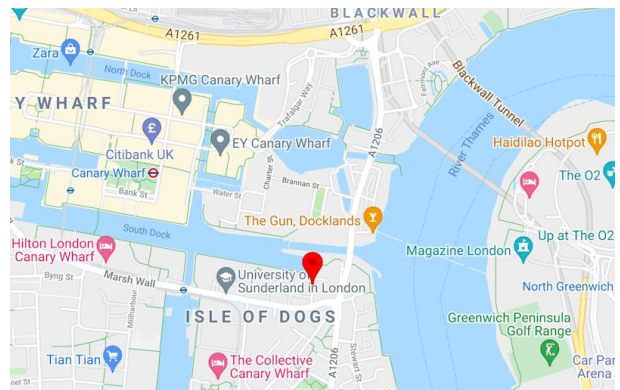 BLACKWALL
A1261
A1261
Zara
North Dock
KPMG Canary Wharf
Trafalgar Way
Fairmont Ave
Blackwall Tunnel
Y WHARF
A1206
River Thames
Haidilao Hotpot
Citibank UK
EY Canary Wharf
The O2
Canary Wharf
Charter St
Brannan St
Bank St
Water St
The Gun, Docklands
South Dock
Up at The O2
Magazine London
Hilton London
Canary Wharf
Byng St
Marsh Wall
University of
Sunderland in London
North Greenwich
Millharbour
ISLE OF DOGS
Greenwich Peninsula
Golf Range
Tian Tian
The Collective
Canary Wharf
A1206
Stewart St
Car Par
Arena